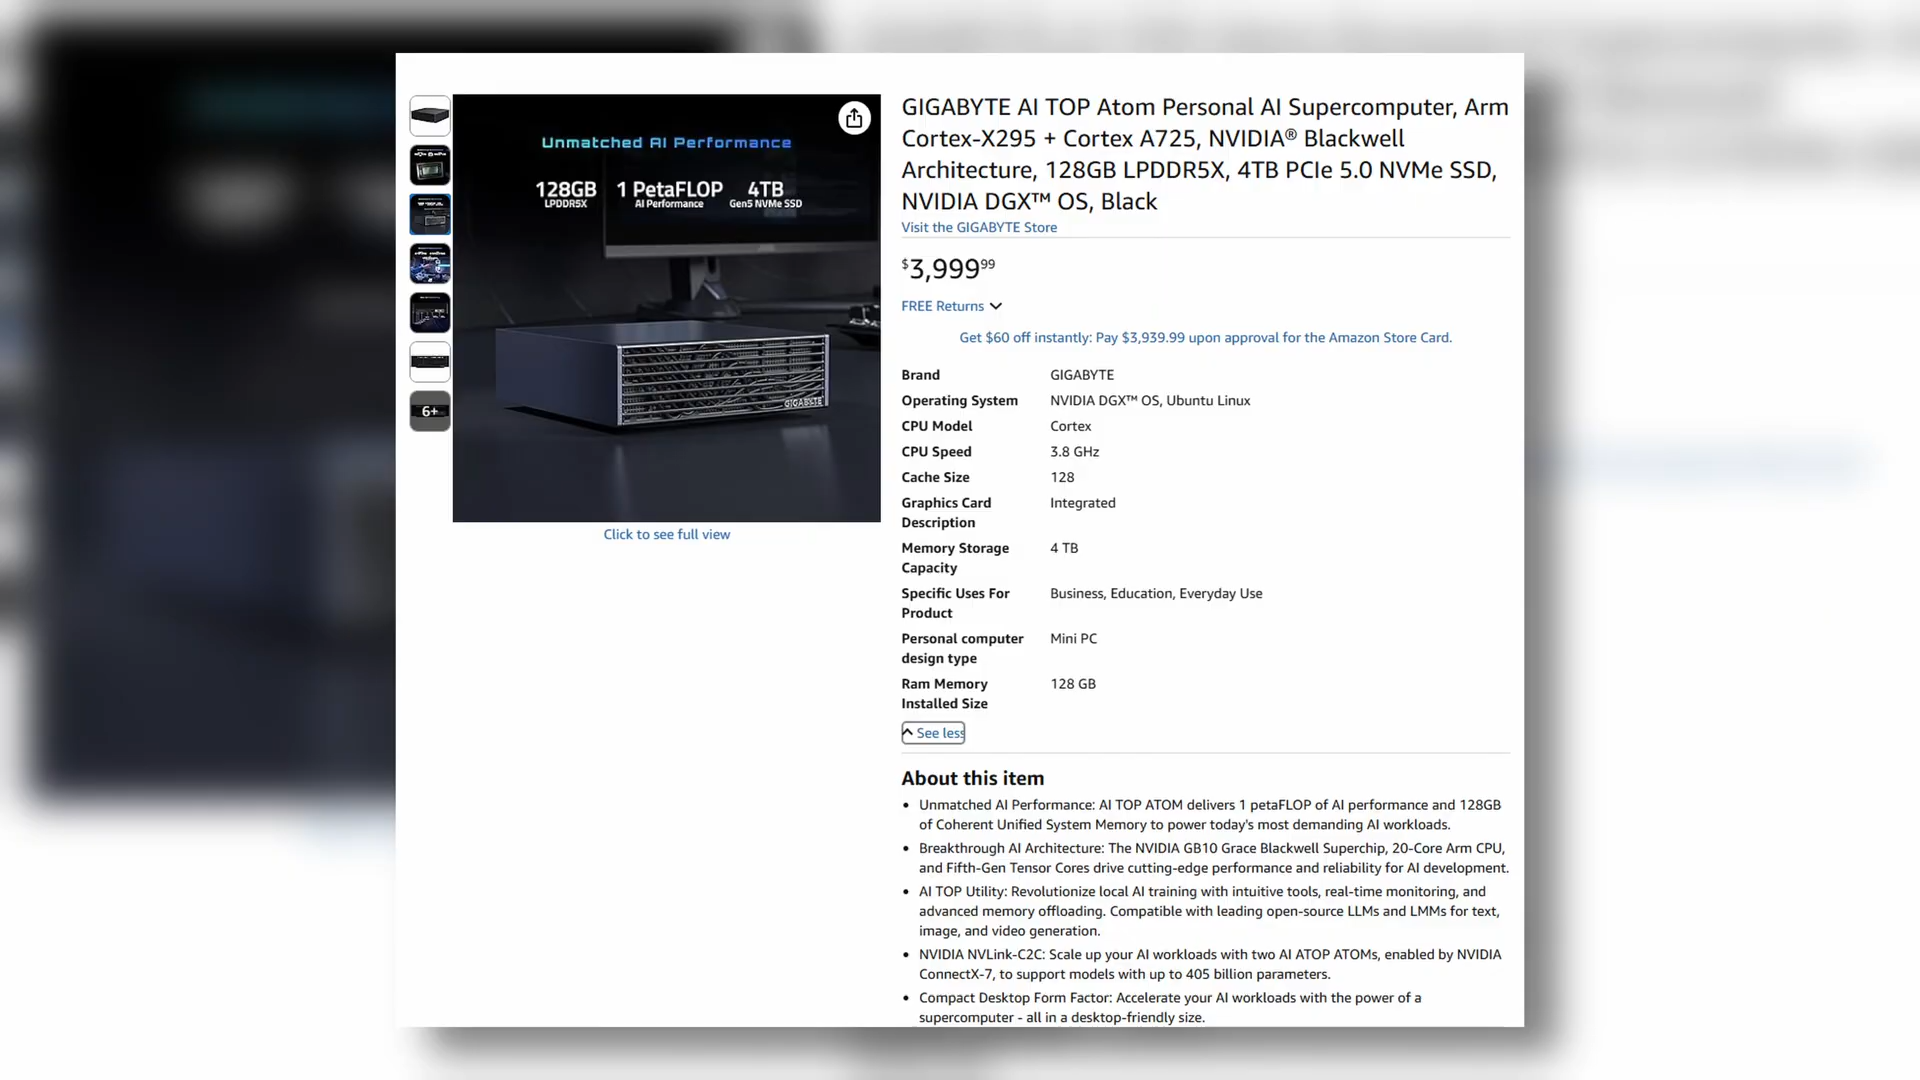 Unmatched AI Performance
128GB 1 PetaFLOP 4TB
LPDDR5X AI Performance Gen5 NVMe SSD
GIGABYTE
6+
Click to see full view
GIGABYTE AI TOP Atom Personal AI Supercomputer, Arm
Cortex-X295 + Cortex A725, NVIDIA® Blackwell
Architecture, 128GB LPDDR5X, 4TB PCIe 5.0 NVMe SSD,
NVIDIA DGX™ OS, Black
Visit the GIGABYTE Store
$3,999.99
FREE Returns
Get $60 off instantly: Pay $3,939.99 upon approval for the Amazon Store Card.
Brand GIGABYTE
Operating System NVIDIA DGX™ OS, Ubuntu Linux
CPU Model Cortex
CPU Speed 3.8 GHz
Cache Size 128
Graphics Card Integrated
Description
Memory Storage 4 TB
Capacity
Specific Uses For Business, Education, Everyday Use
Product
Personal computer Mini PC
design type
Ram Memory 128 GB
Installed Size
See less
About this item
• Unmatched AI Performance: AI TOP ATOM delivers 1 petaFLOP of AI performance and 128GB
of Coherent Unified System Memory to power today's most demanding AI workloads.
• Breakthrough AI Architecture: The NVIDIA GB10 Grace Blackwell Superchip, 20-Core Arm CPU,
and Fifth-Gen Tensor Cores drive cutting-edge performance and reliability for AI development.
• AI TOP Utility: Revolutionize local AI training with intuitive tools, real-time monitoring, and
advanced memory offloading. Compatible with leading open-source LLMs and LMMs for text,
image, and video generation.
• NVIDIA NVLink-C2C: Scale up your AI workloads with two AI ATOP ATOMs, enabled by NVIDIA
ConnectX-7, to support models with up to 405 billion parameters.
• Compact Desktop Form Factor: Accelerate your AI workloads with the power of a
supercomputer - all in a desktop-friendly size.